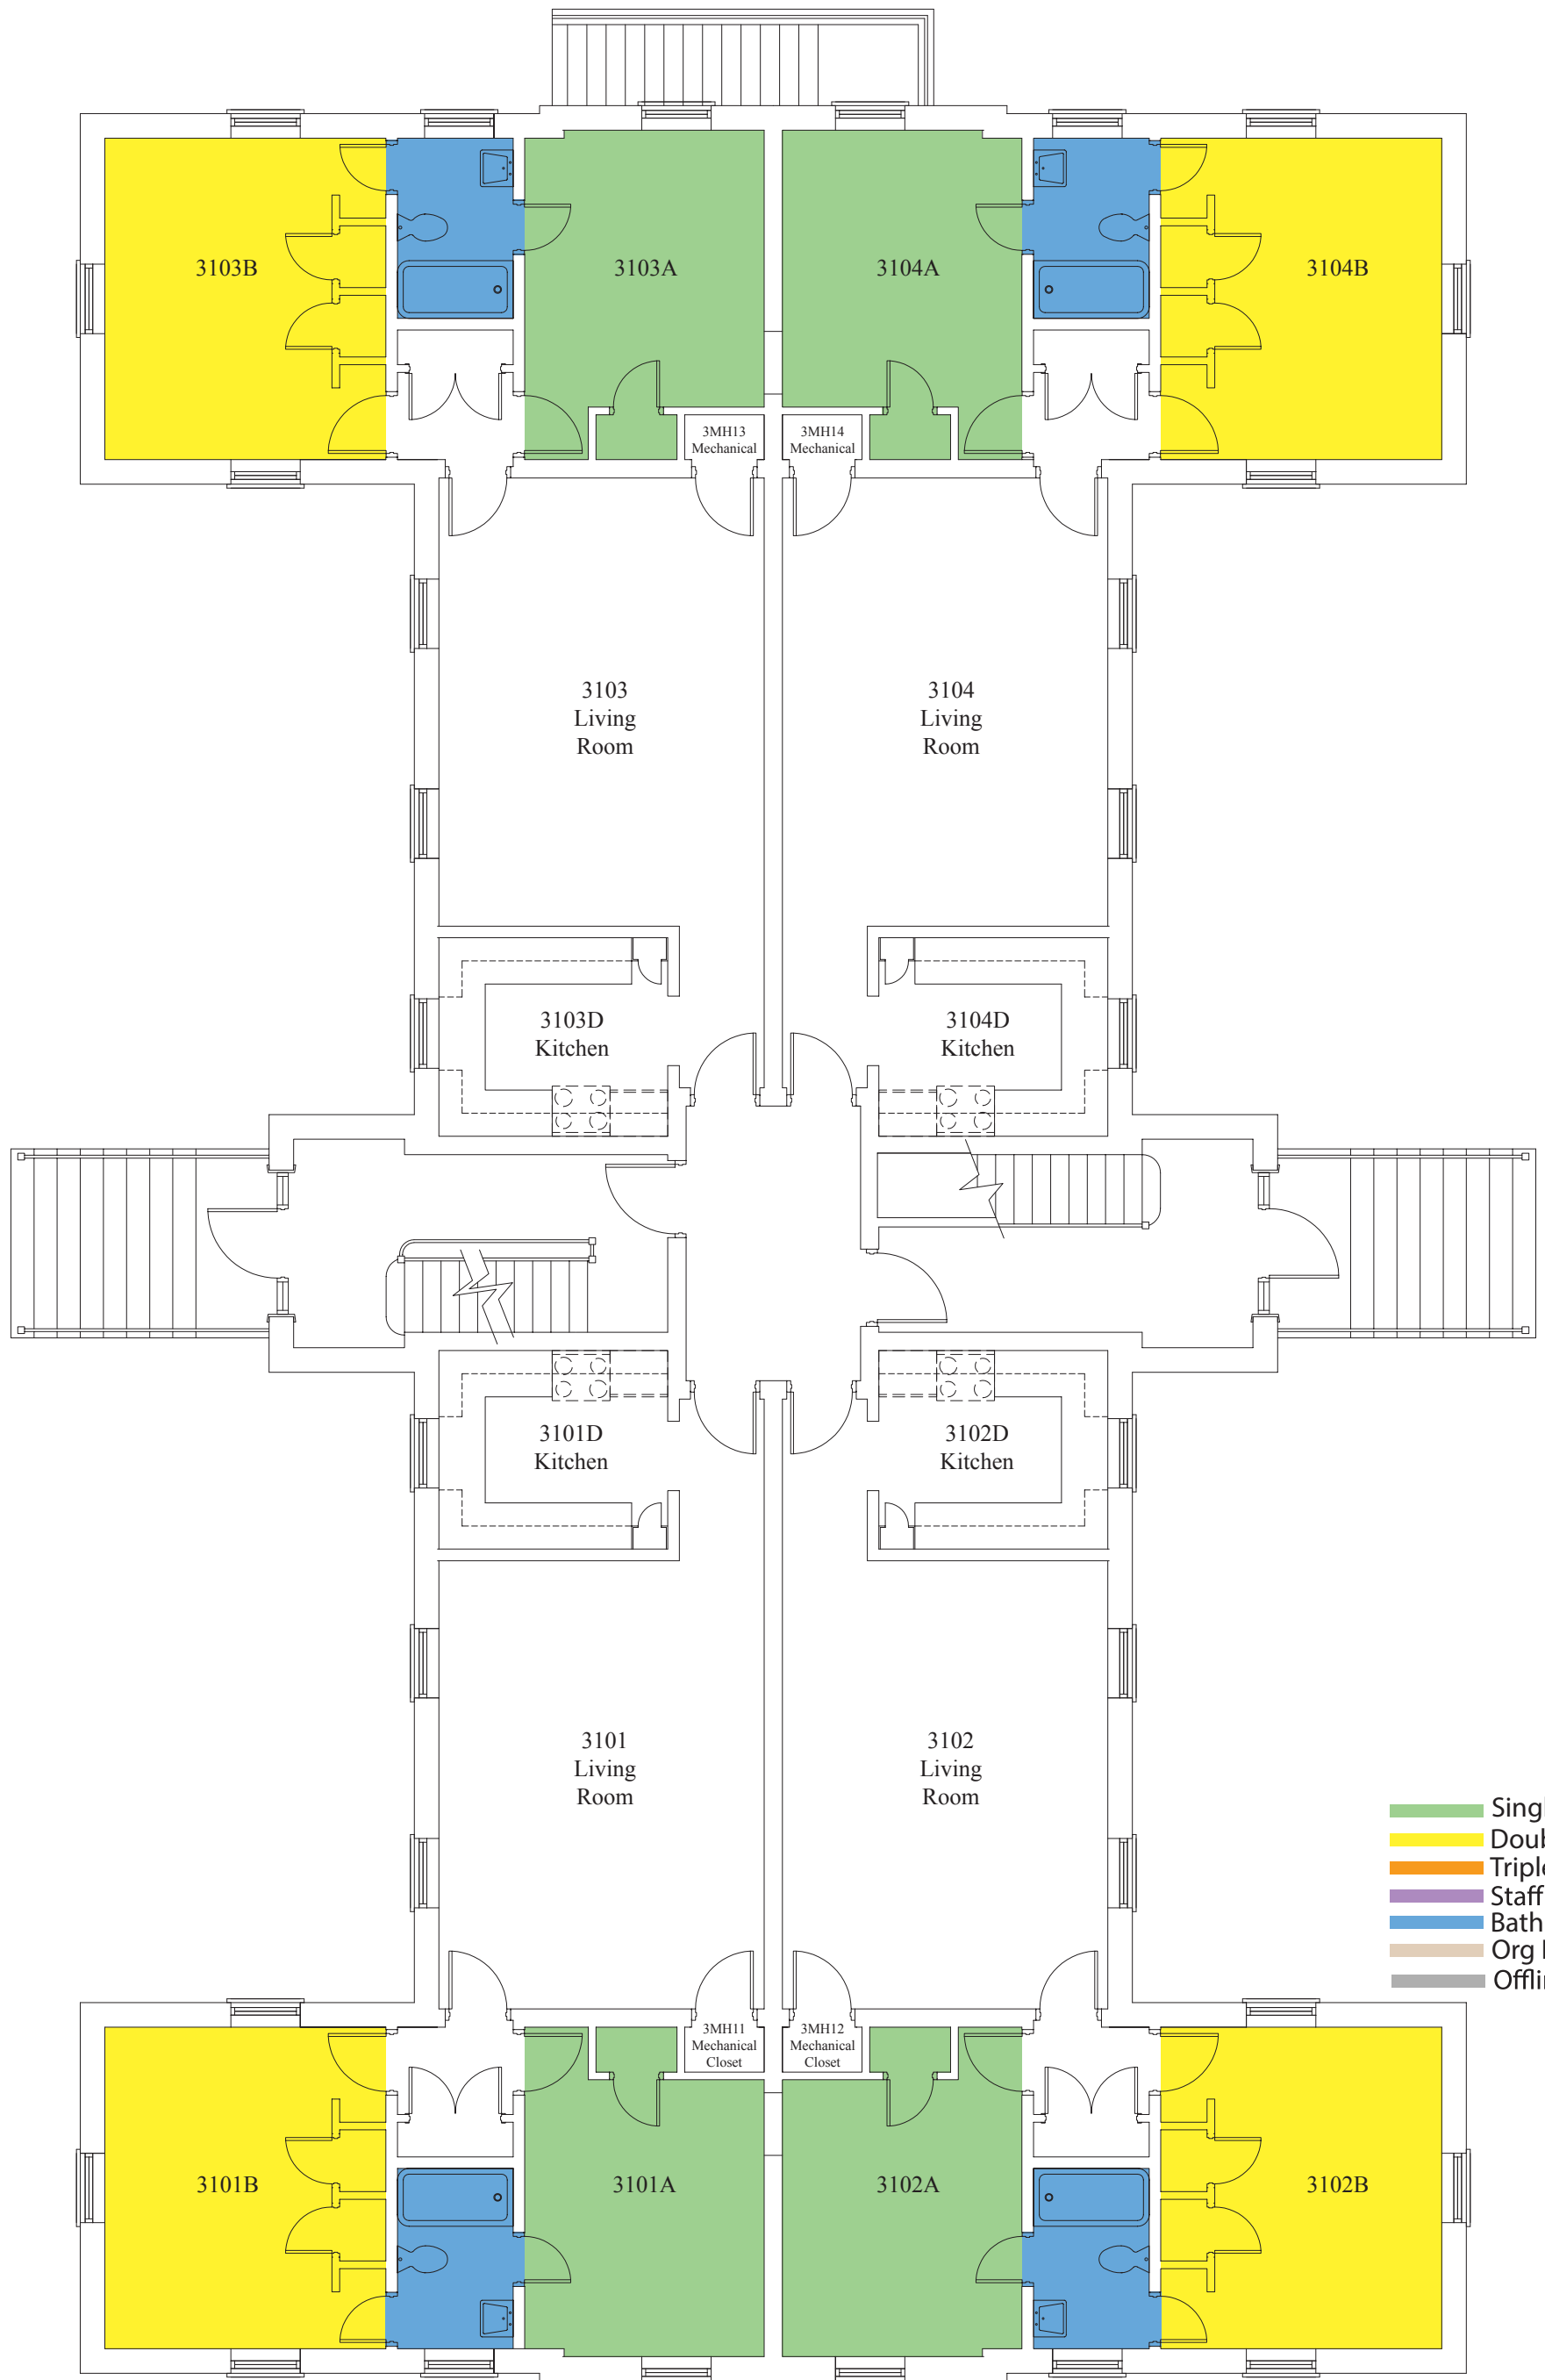 3103B
3103A
3104A
3104B
3MH13
Mechanical
3MH14
Mechanical
3103
Living
Room
3104
Living
Room
3103D
Kitchen
3104D
Kitchen
3101D
Kitchen
3102D
Kitchen
3101
Living
Room
3102
Living
Room
Staff
Bath
Org
3MH11
Mechanical
Closet
3MH12
Mechanical
Closet
3101B
3101A
3102A
3102B